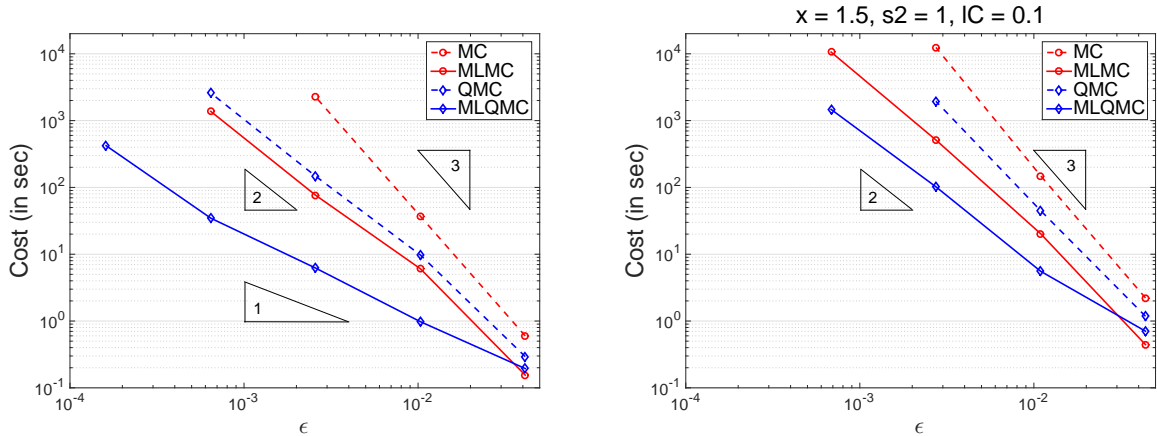 x = 1.5, s2 = 1, lC = 0.1
10^4
10^3
10^2
10^1
10^0
10^-1
Cost (in sec)
MC
MLMC
QMC
MLQMC
3
2
1
10^-4
10^-3
10^-2
ϵ
10^4
10^3
10^2
10^1
10^0
10^-1
Cost (in sec)
MC
MLMC
QMC
MLQMC
3
2
10^-4
10^-3
10^-2
ϵ